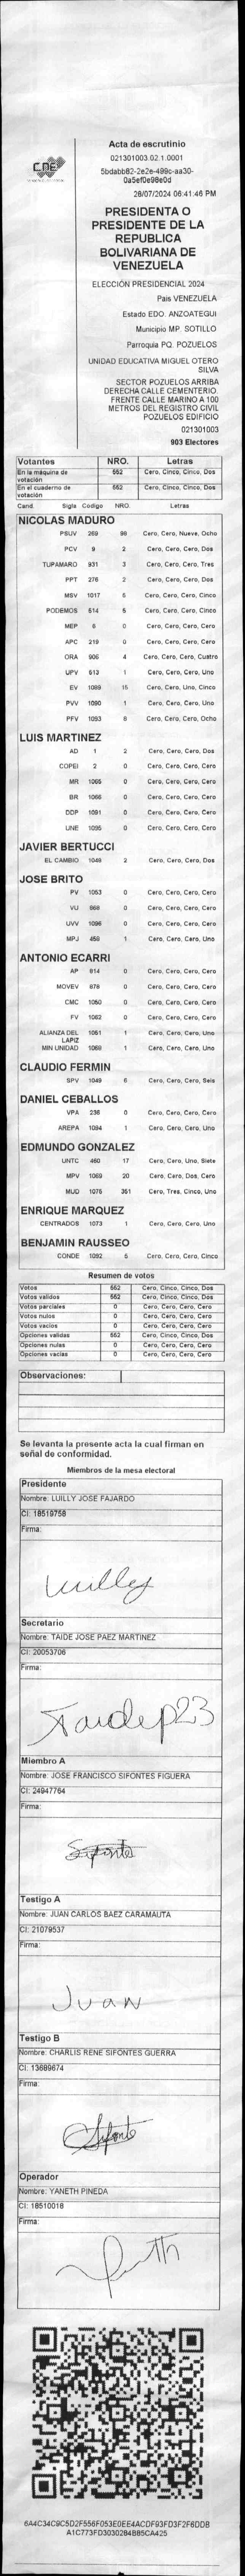 CNE
Acta de escrutinio
021301003.02.1.0001
5bdabb82-2e2e-499c-aa30-
0a5ef0e98e0d
28/07/2024 06:41:46 PM
PRESIDENTA O
PRESIDENTE DE LA
REPUBLICA
BOLIVARIANA DE
VENEZUELA
ELECCIÓN PRESIDENCIAL 2024
Pais VENEZUELA
Estado EDO. ANZOATEGUI
Municipio MP. SOTILLO
Parroquia PQ. POZUELOS
UNIDAD EDUCATIVA MIGUEL OTERO
SILVA
SECTOR POZUELOS ARRIBA
DERECHA CALLE CEMENTERIO.
FRENTE CALLE MARINO A 100
METROS DEL REGISTRO CIVIL
POZUELOS EDIFICIO
021301003
903 Electores
Votantes NRO. Letras
En la máquina de votación 552 Cero, Cinco, Cinco, Dos
En el cuaderno de votación 552 Cero, Cinco, Cinco, Dos
Cand Sigla Codigo NRO. Letras
NICOLAS MADURO
PSUV 269 98 Cero, Cero, Nueve, Ocho
PCV 9 2 Cero, Cero, Cero, Dos
TUPAMARO 931 3 Cero, Cero, Cero, Tres
PPT 276 2 Cero, Cero, Cero, Dos
MSV 1017 5 Cero, Cero, Cero, Cinco
PODEMOS 514 5 Cero, Cero, Cero, Cinco
MEP 6 0 Cero, Cero, Cero, Cero
APC 219 0 Cero, Cero, Cero, Cero
ORA 906 4 Cero, Cero, Cero, Cuatro
UPV 513 1 Cero, Cero, Cero, Uno
EV 1089 15 Cero, Cero, Uno, Cinco
PVV 1090 1 Cero, Cero, Cero, Uno
PFV 1093 8 Cero, Cero, Cero, Ocho
LUIS MARTINEZ
AD 1 2 Cero, Cero, Cero, Dos
COPEI 2 0 Cero, Cero, Cero, Cero
MR 1065 0 Cero, Cero, Cero, Cero
BR 1066 0 Cero, Cero, Cero, Cero
DDP 1091 0 Cero, Cero, Cero, Cero
UNE 1095 0 Cero, Cero, Cero, Cero
JAVIER BERTUCCI
EL CAMBIO 1048 2 Cero, Cero, Cero, Dos
JOSE BRITO
PV 1053 0 Cero, Cero, Cero, Cero
VU 868 0 Cero, Cero, Cero, Cero
UVV 1096 0 Cero, Cero, Cero, Cero
MPJ 456 1 Cero, Cero, Cero, Uno
ANTONIO ECARRI
AP 814 0 Cero, Cero, Cero, Cero
MOVEV 878 0 Cero, Cero, Cero, Cero
CMC 1050 0 Cero, Cero, Cero, Cero
FV 1062 0 Cero, Cero, Cero, Cero
ALIANZA DEL LAPIZ 1051 1 Cero, Cero, Cero, Uno
MIN UNIDAD 1068 1 Cero, Cero, Cero, Uno
CLAUDIO FERMIN
SPV 1049 6 Cero, Cero, Cero, Seis
DANIEL CEBALLOS
VPA 236 0 Cero, Cero, Cero, Cero
AREPA 1094 1 Cero, Cero, Cero, Uno
EDMUNDO GONZALEZ
UNTC 460 17 Cero, Cero, Uno, Siete
MPV 1069 20 Cero, Cero, Dos, Cero
MUD 1076 351 Cero, Tres, Cinco, Uno
ENRIQUE MARQUEZ
CENTRADOS 1073 1 Cero, Cero, Cero, Uno
BENJAMIN RAUSSEO
CONDE 1092 5 Cero, Cero, Cero, Cinco
Resumen de votos
Votos 552 Cero, Cinco, Cinco, Dos
Votos validos 552 Cero, Cinco, Cinco, Dos
Votos parciales 0 Cero, Cero, Cero, Cero
Votos nulos 0 Cero, Cero, Cero, Cero
Votos vacios 0 Cero, Cero, Cero, Cero
Opciones validas 552 Cero, Cinco, Cinco, Dos
Opciones nulas 0 Cero, Cero, Cero, Cero
Opciones vacias 0 Cero, Cero, Cero, Cero
Observaciones:
Se levanta la presente acta la cual firman en
señal de conformidad.
Miembros de la mesa electoral
Presidente
Nombre: LUILLY JOSE FAJARDO
CI: 18519758
Firma:
Luilly
Secretario
Nombre: TAIDE JOSE PAEZ MARTINEZ
CI: 20053706
Firma:
Taidep23
Miembro A
Nombre: JOSE FRANCISCO SIFONTES FIGUERA
CI: 24947764
Firma:
Sifontes
Testigo A
Nombre: JUAN CARLOS BAEZ CARAMAUTA
CI: 21079537
Firma:
Juan
Testigo B
Nombre: CHARLIS RENE SIFONTES GUERRA
CI: 13689674
Firma:
Operador
Nombre: YANETH PINEDA
CI: 18510018
Firma:
6A4C34C9C5D2F556F053E0EE4ACDF93FD3F2F6DDB
A1C773FD3030284B85CA425